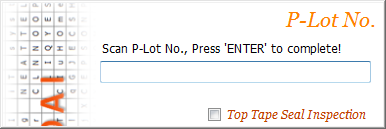 P-Lot No.
Scan P-Lot No., Press 'ENTER' to complete!
Top Tape Seal Inspection